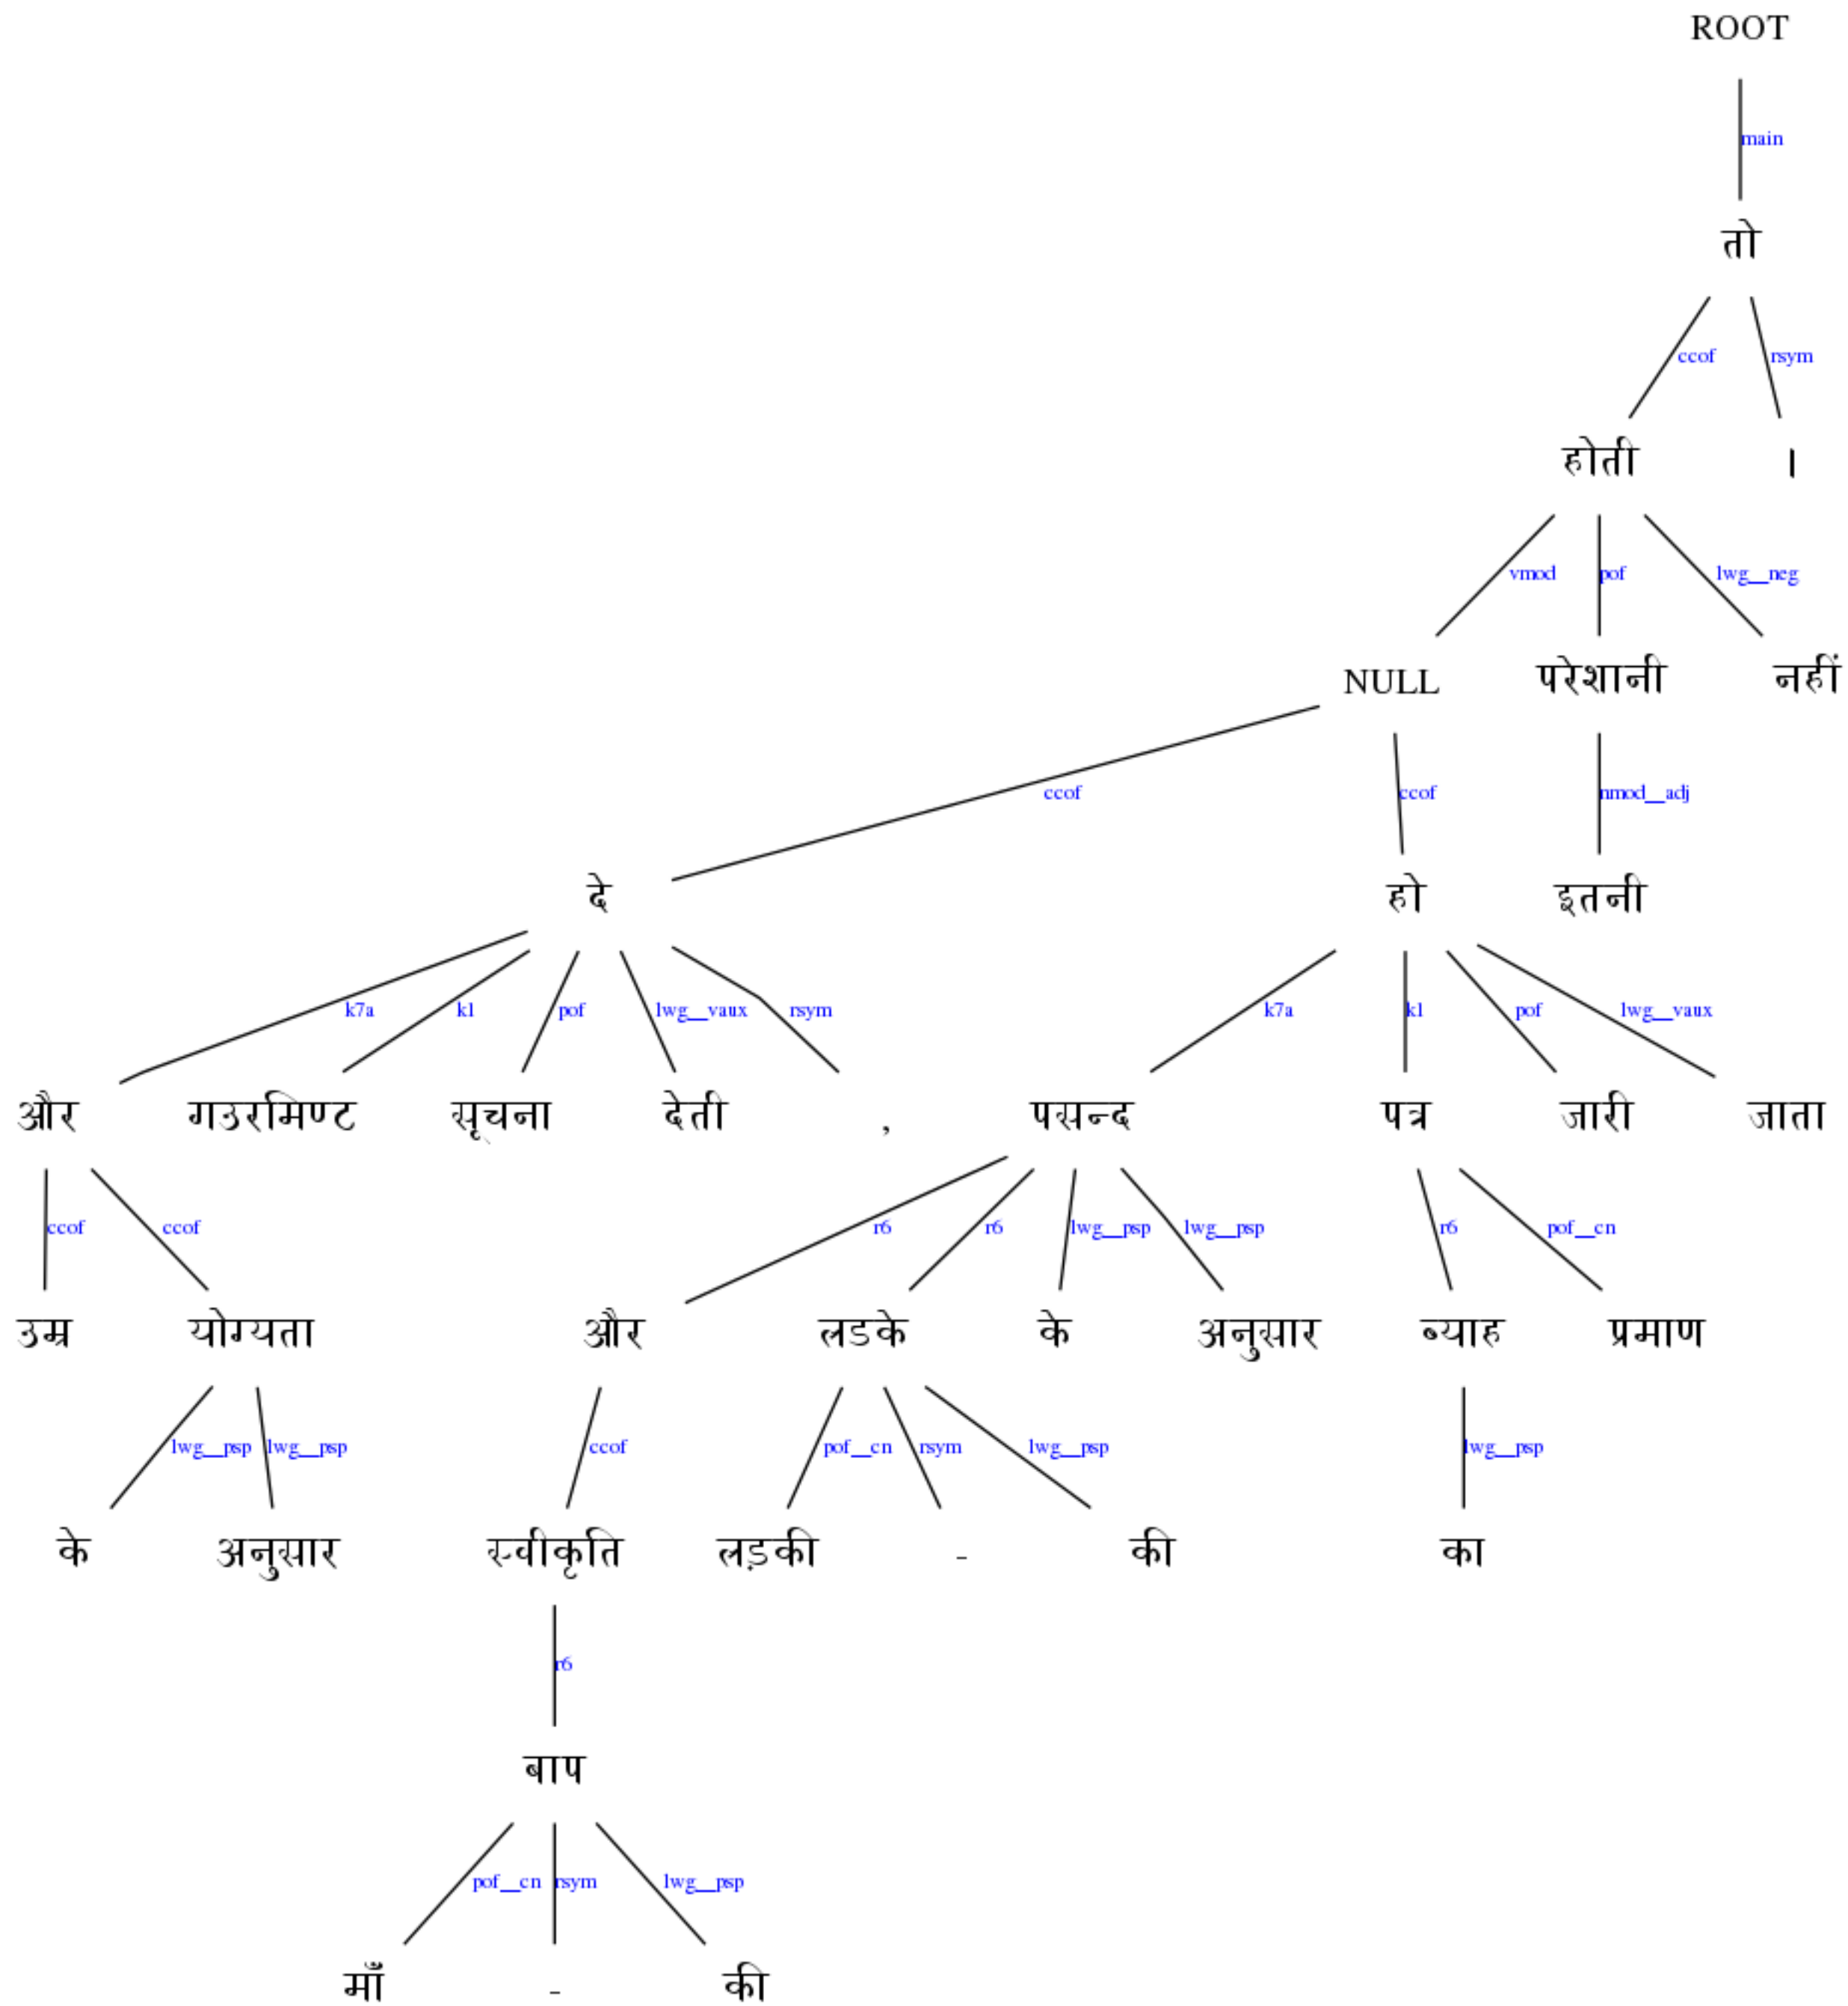 ROOT
main
तो
ccof rsym
होती ।
vmod pof lwg__neg
NULL परेशानी नहीं
ccof ccof nmod__adj
दे हो इतनी
k7a k1 pof lwg__vaux rsym k7a k1 pof lwg__vaux
और गउरमिण्ट सूचना देती , पसन्द पत्र जारी जाता
ccof ccof r6 r6 lwg__psp lwg__psp r6 pof__cn
उम्र योग्यता और लडके के अनुसार ब्याह प्रमाण
lwg__psp lwg__psp ccof pof__cn rsym lwg__psp lwg__psp
के अनुसार स्वीकृति लड़की - की का
r6
बाप
pof__cn rsym lwg__psp
माँ - की